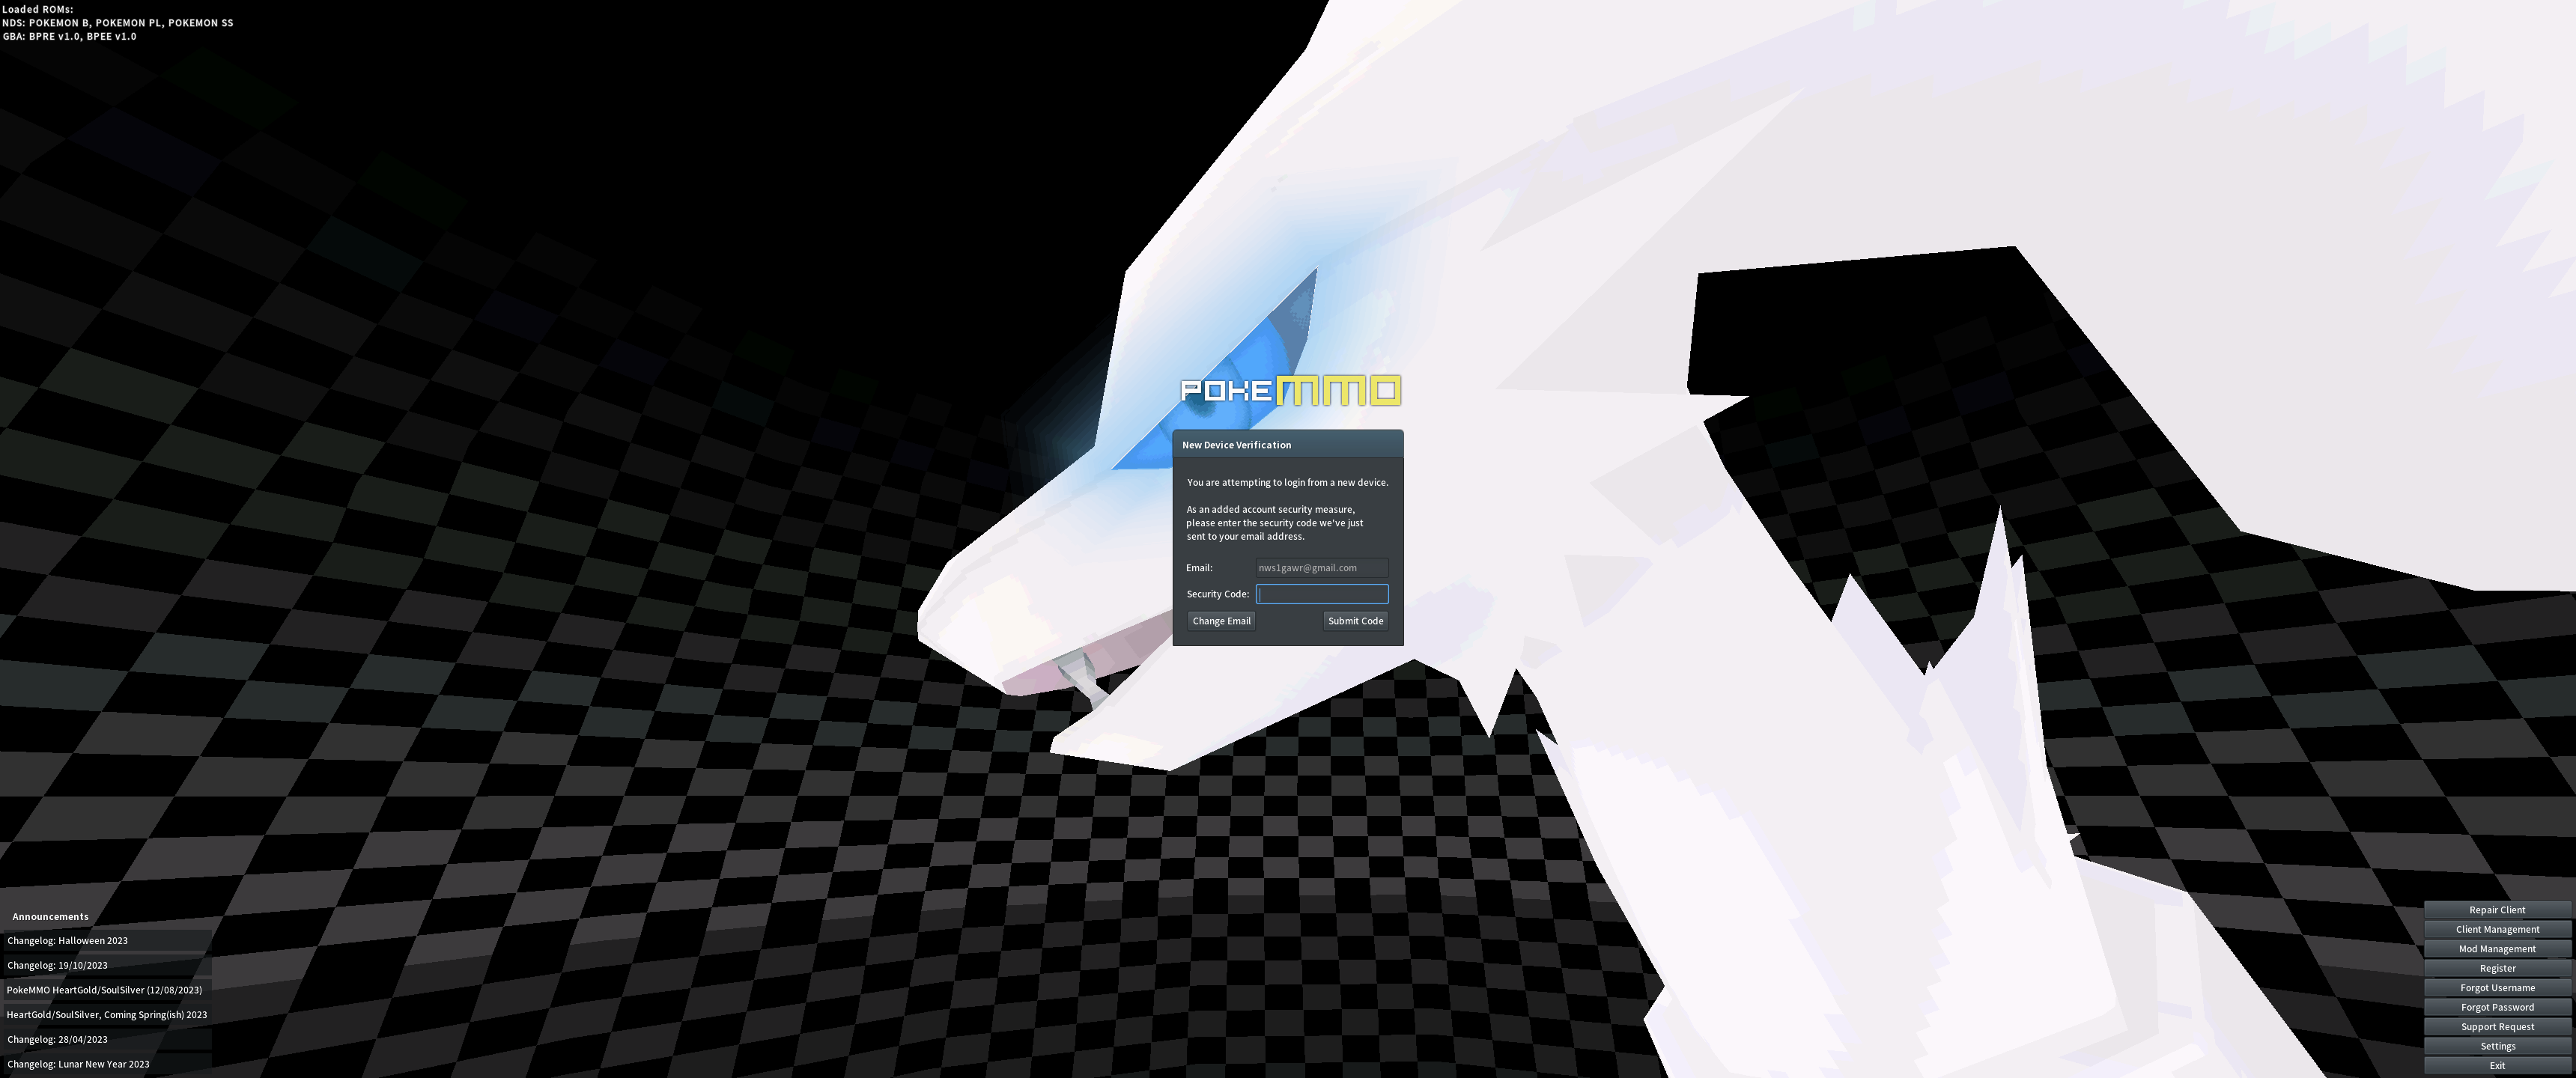 Loaded ROMs:
NDS: POKEMON B, POKEMON PL, POKEMON SS
GBA: BPRE v1.0, BPEE v1.0
POKEMMO
New Device Verification
You are attempting to login from a new device.
As an added account security measure,
please enter the security code we've just
sent to your email address.
Email: nws1gawr@gmail.com
Security Code:
Change Email Submit Code
Announcements
Changelog: Halloween 2023
Changelog: 19/10/2023
PokeMMO HeartGold/SoulSilver (12/08/2023)
HeartGold/SoulSilver, Coming Spring(ish) 2023
Changelog: 28/04/2023
Changelog: Lunar New Year 2023
Repair Client
Client Management
Mod Management
Register
Forgot Username
Forgot Password
Support Request
Settings
Exit